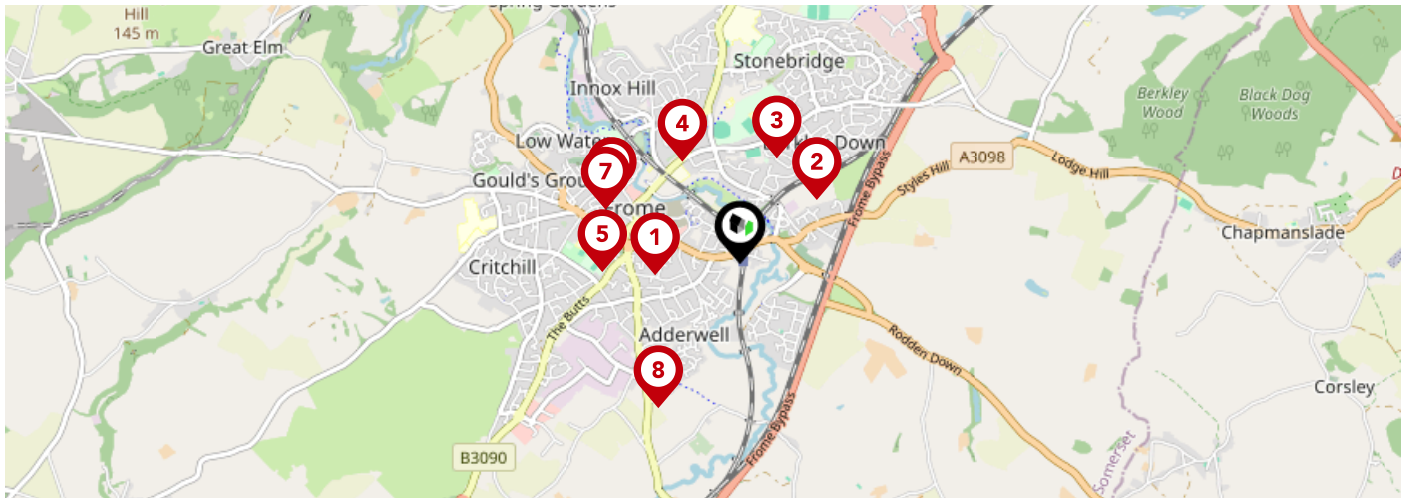 Spring Gardens
Hill
145 m
Great Elm
Stonebridge
Innox Hill
Berkley
Wood
Black Dog
Woods
4
3
Low Wate
Down
2
A3098
Lodge Hill
7
Gould's Grou
Styles Hill
Frome Bypass
Frome
5
1
Chapmanslade
Critchill
The Butts
Adderwell
Rodden Down
8
Corsley
Frome Bypass
B3090
Somerset